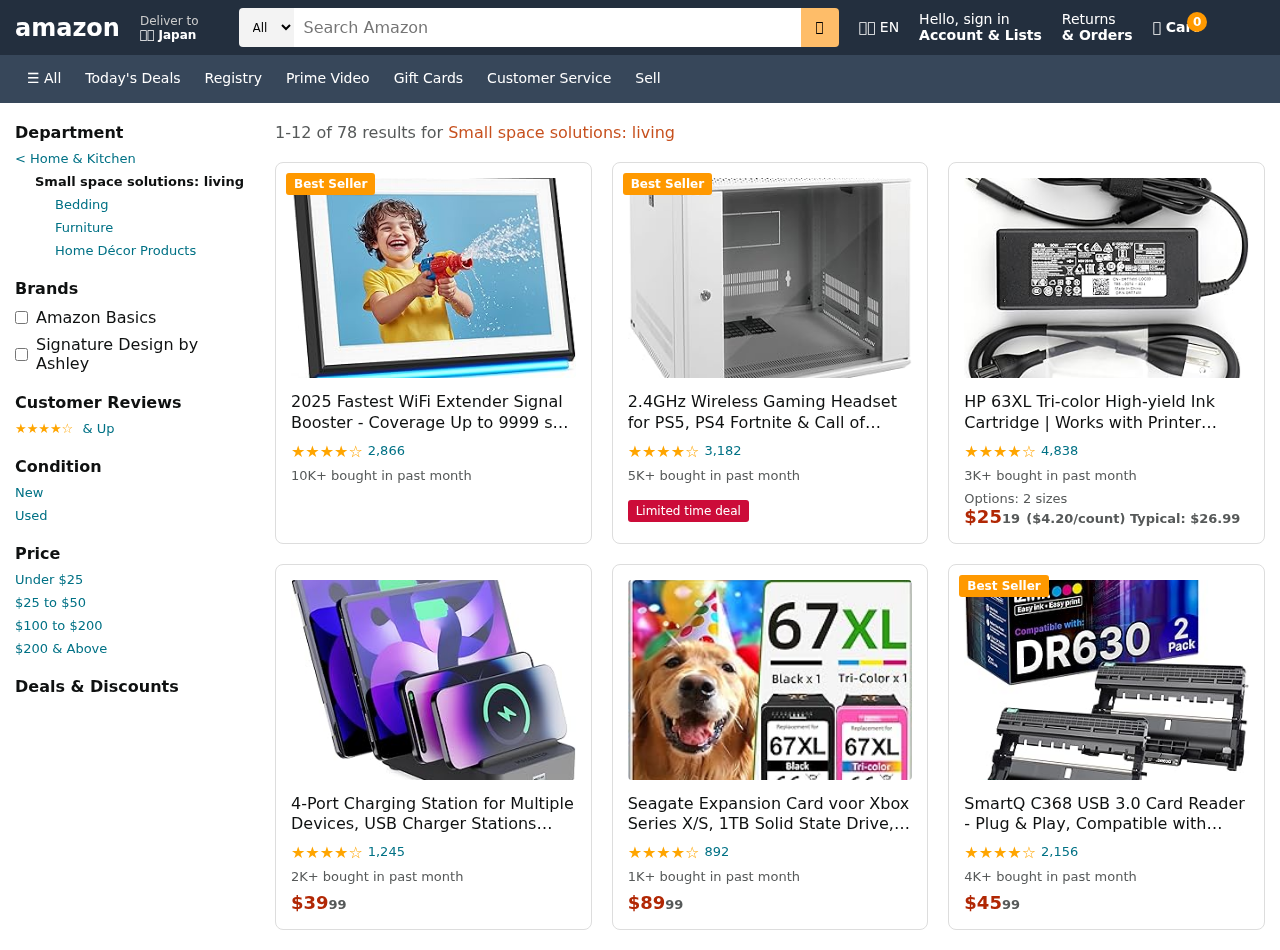 amazon
Deliver to
Japan
All
Search Amazon
EN
Hello, sign in
Account & Lists
Returns
& Orders
Cart
0
☰ All
Today's Deals
Registry
Prime Video
Gift Cards
Customer Service
Sell
Department
< Home & Kitchen
Small space solutions: living
Bedding
Furniture
Home Décor Products
Brands
Amazon Basics
Signature Design by
Ashley
Customer Reviews
★★★★☆ & Up
Condition
New
Used
Price
Under $25
$25 to $50
$100 to $200
$200 & Above
Deals & Discounts
1-12 of 78 results for Small space solutions: living
Best Seller
2025 Fastest WiFi Extender Signal
Booster - Coverage Up to 9999 s...
★★★★☆ 2,866
10K+ bought in past month
Best Seller
2.4GHz Wireless Gaming Headset
for PS5, PS4 Fortnite & Call of...
★★★★☆ 3,182
5K+ bought in past month
Limited time deal
DELL
HP 63XL Tri-color High-yield Ink
Cartridge | Works with Printer...
★★★★☆ 4,838
3K+ bought in past month
Options: 2 sizes
$2519 ($4.20/count) Typical: $26.99
4-Port Charging Station for Multiple
Devices, USB Charger Stations...
★★★★☆ 1,245
2K+ bought in past month
$3999
67XL
Black x 1
Tri-Color x 1
Replacement for
67XL
Black
Replacement for
67XL
Tri-color
Seagate Expansion Card voor Xbox
Series X/S, 1TB Solid State Drive,...
★★★★☆ 892
1K+ bought in past month
$8999
Best Seller
Easy ink • Easy print
Compatible with:
DR630
2
Pack
SmartQ C368 USB 3.0 Card Reader
- Plug & Play, Compatible with...
★★★★☆ 2,156
4K+ bought in past month
$4599